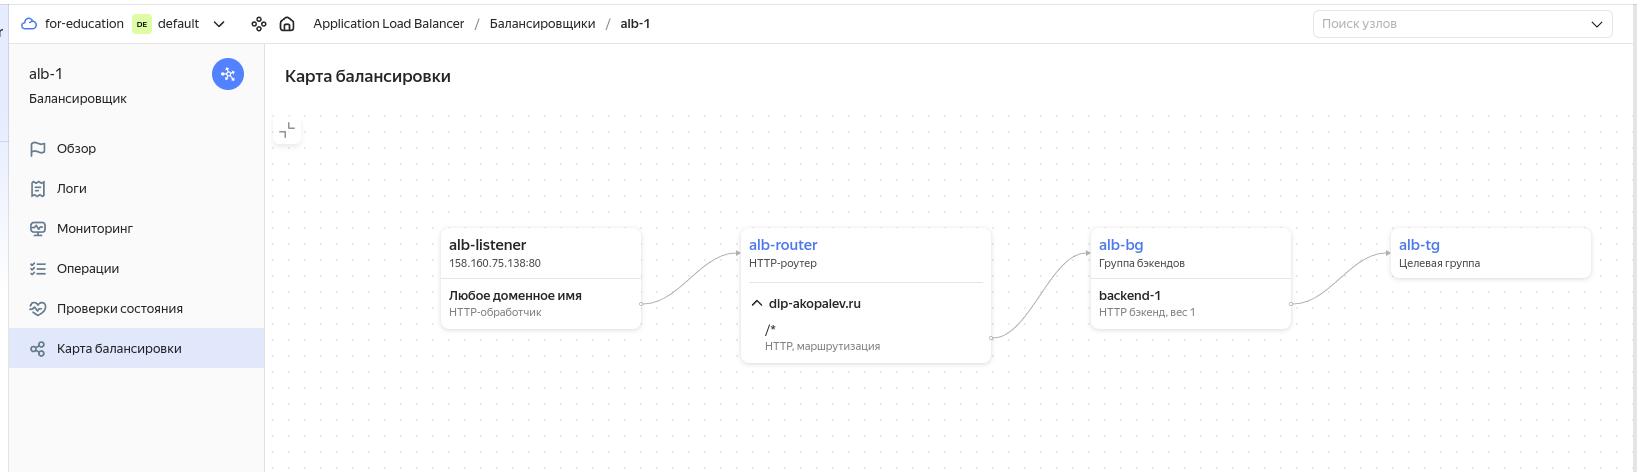 for-education DE default Application Load Balancer / Балансировщики / alb-1 Поиск узлов
alb-1
Балансировщик
Обзор
Логи
Мониторинг
Операции
Проверки состояния
Карта балансировки
Карта балансировки
alb-listener
158.160.75.138:80
Любое доменное имя
HTTP-обработчик
alb-router
HTTP-роутер
dlp-akopalev.ru
/*
HTTP, маршрутизация
alb-bg
Группа бэкендов
backend-1
HTTP бэкенд, вес 1
alb-tg
Целевая группа